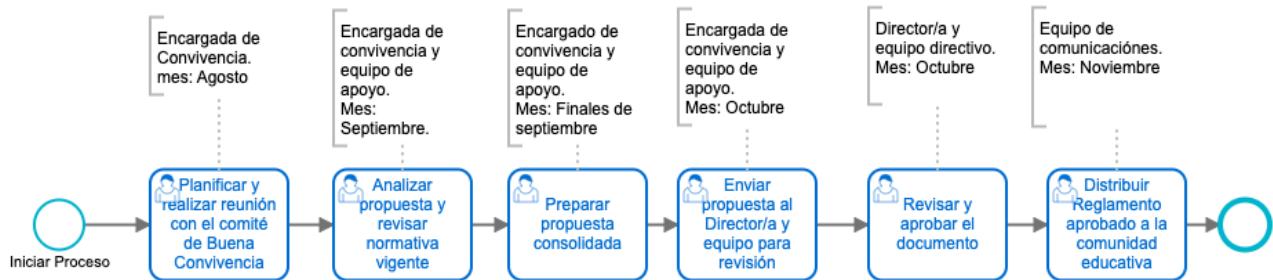 Encargada de
Convivencia.
mes: Agosto
Encargada de
convivencia y
equipo de
apoyo.
Mes:
Septiembre.
Encargado de
convivencia y
equipo de
apoyo.
Mes: Finales de
septiembre
Encargada de
convivencia y
equipo de
apoyo.
Mes: Octubre
Director/a y
equipo directivo.
Mes: Octubre
Equipo de
comunicaciónes.
Mes: Noviembre
Iniciar Proceso
Planificar y
realizar reunión
con el comité
de Buena
Convivencia
Analizar
propuesta y
revisar
normativa
vigente
Preparar
propuesta
consolidada
Enviar
propuesta al
Director/a y
equipo para
revisión
Revisar y
aprobar el
documento
Distribuir
Reglamento
aprobado a la
comunidad
educativa